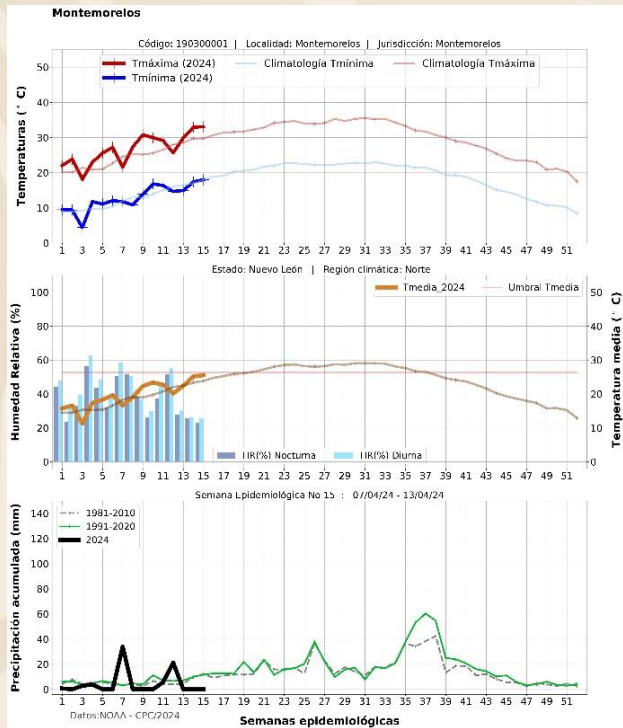 Montemorelos
Código: 190300001 | Localidad: Montemorelos | Jurisdicción: Montemorelos
Temperaturas (° C)
50
40
30
20
10
0
Tmáxima (2024)
Tmínima (2024)
Climatología Tmínima
Climatología Tmáxima
1 3 5 7 9 11 13 15 17 19 21 23 25 27 29 31 33 35 37 39 41 43 45 47 49 51
Estado: Nuevo León | Región climática: Norte
Humedad Relativa (%)
100
80
60
40
20
0
Tmedia_2024
Umbral Tmedia
HR(%) Nocturna
HR(%) Diurna
50
40
30
20
10
0
Temperatura media (° C)
1 3 5 7 9 11 13 15 17 19 21 23 25 27 29 31 33 35 37 39 41 43 45 47 49 51
Semana Epidemiológica No 15 : 07/04/24 - 13/04/24
Precipitación acumulada (mm)
140
120
100
80
60
40
20
0
1981-2010
1991-2020
2024
1 3 5 7 9 11 13 15 17 19 21 23 25 27 29 31 33 35 37 39 41 43 45 47 49 51
Datos:NOAA - CPC/2024
Semanas epidemiológicas